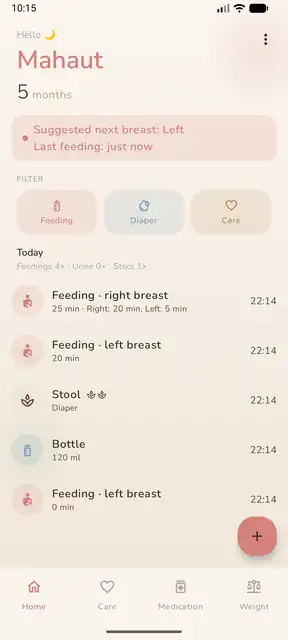 10:15
Hello 🌙
Mahaut
5 months
Suggested next breast: Left
Last feeding: just now
FILTER
Feeding
Diaper
Care
Today
Feedings 4× · Urine 0× · Stool 1×
Feeding · right breast
25 min · Right: 20 min, Left: 5 min
22:14
Feeding · left breast
20 min
22:14
Stool
Diaper
22:14
Bottle
120 ml
22:14
Feeding · left breast
0 min
22:14
+
Home
Care
Medication
Weight